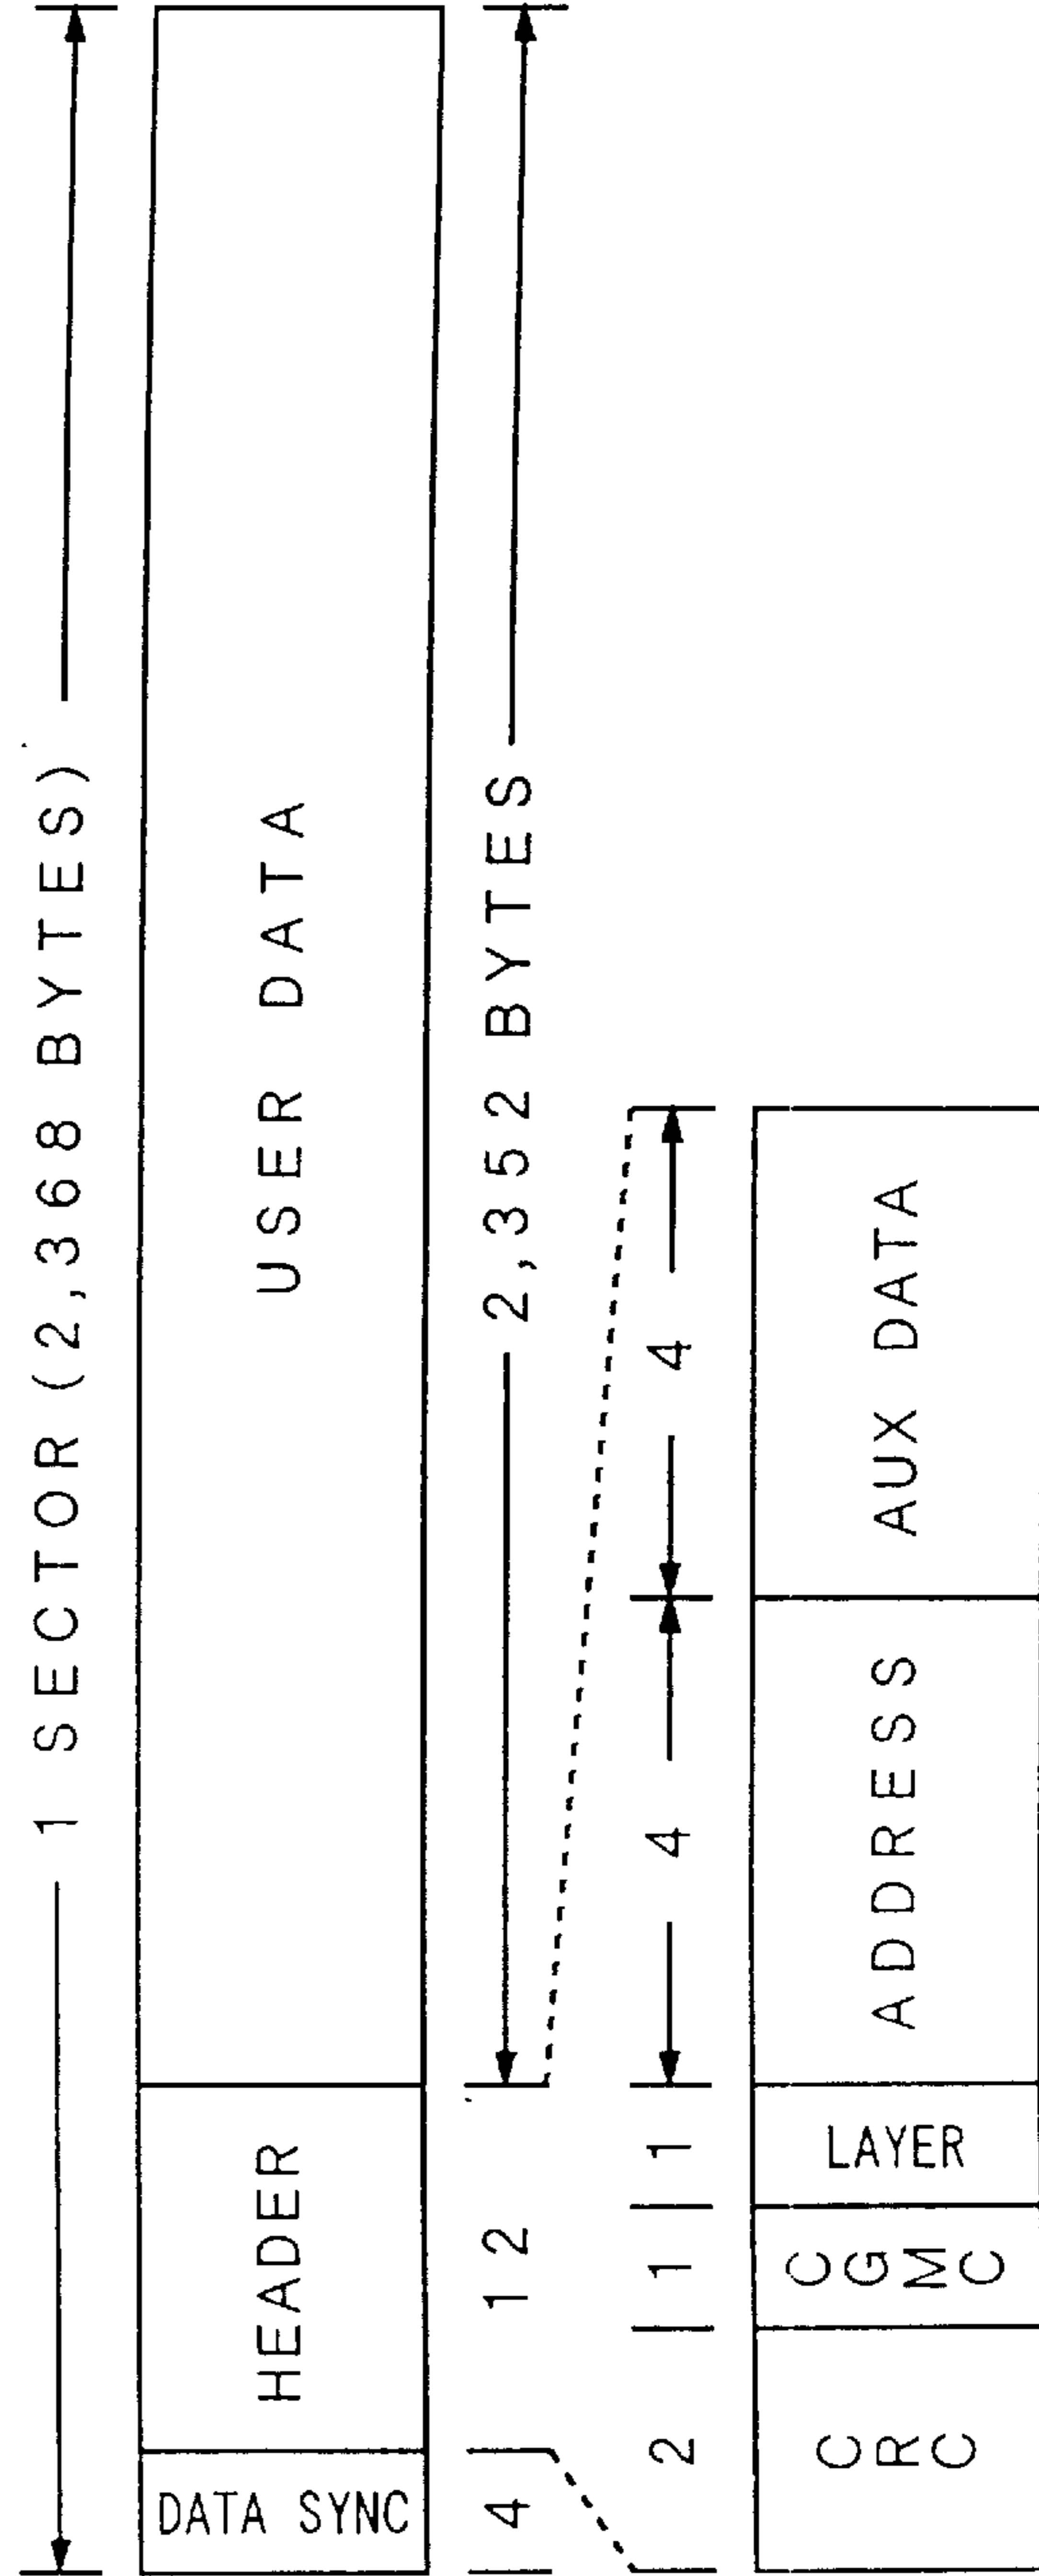 1 SECTOR (2,368 BYTES)
DATA SYNC
HEADER
USER DATA
4
12
2,352 BYTES
2
1
1
4
4
CRC
CGMC
LAYER
ADDRESS
AUX DATA